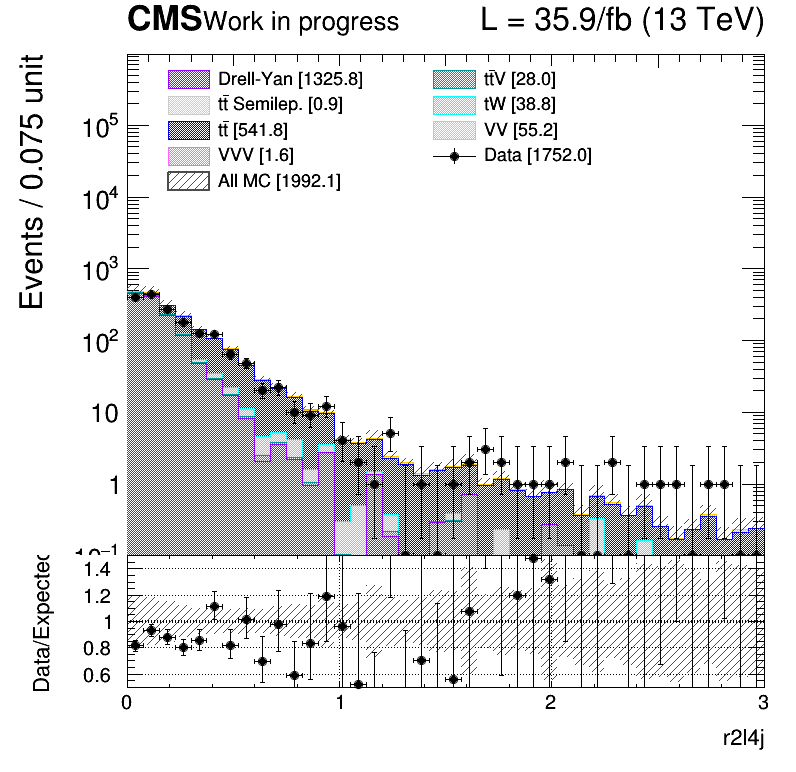 CMS Work in progress L = 35.9/fb (13 TeV)
Events / 0.075 unit
Drell-Yan [1325.8]
tt̄ Semilep. [0.9]
tt̄ [541.8]
VVV [1.6]
All MC [1992.1]
tt̄V [28.0]
tW [38.8]
VV [55.2]
Data [1752.0]
10⁵
10⁴
10³
10²
10
1
10⁻¹
Data/Expected
1.4
1.2
1
0.8
0.6
0 1 2 3
r2l4j